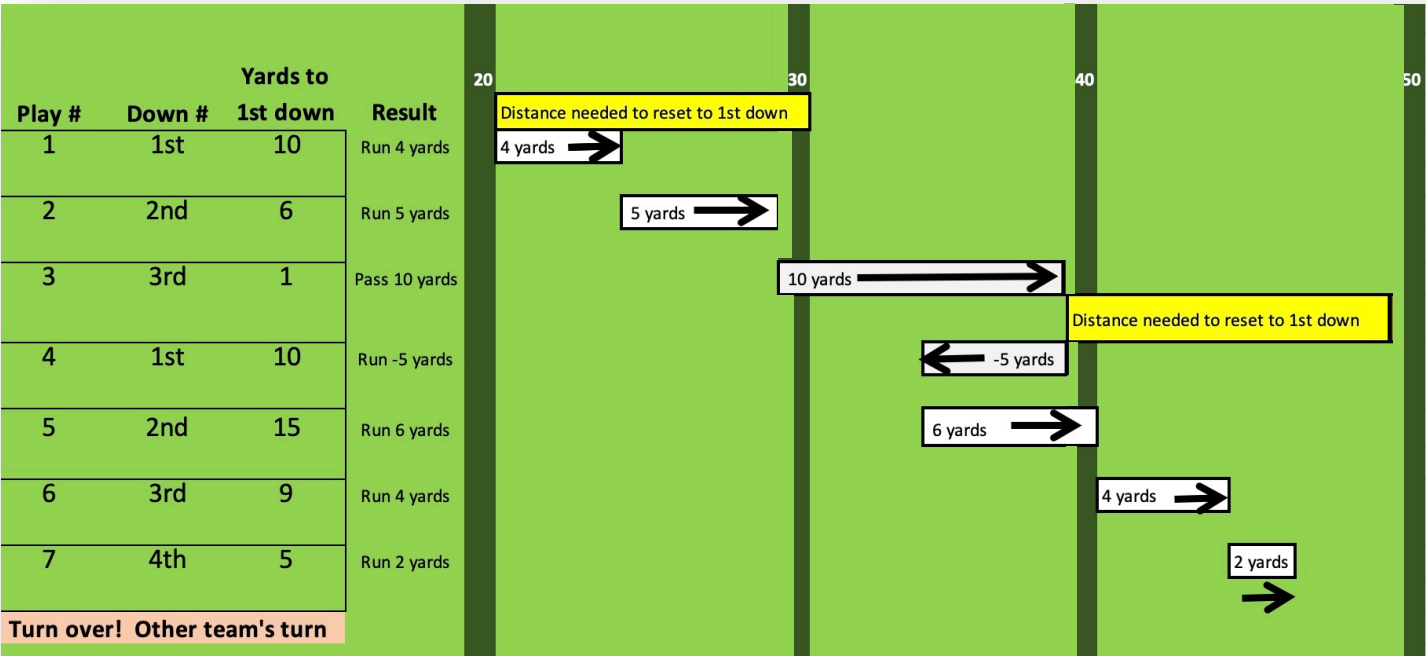 Yards to
Play # Down # 1st down Result
20 30 40 50
Distance needed to reset to 1st down
1 1st 10 Run 4 yards 4 yards
2 2nd 6 Run 5 yards 5 yards
3 3rd 1 Pass 10 yards 10 yards
Distance needed to reset to 1st down
4 1st 10 Run -5 yards -5 yards
5 2nd 15 Run 6 yards 6 yards
6 3rd 9 Run 4 yards 4 yards
7 4th 5 Run 2 yards 2 yards
Turn over! Other team's turn